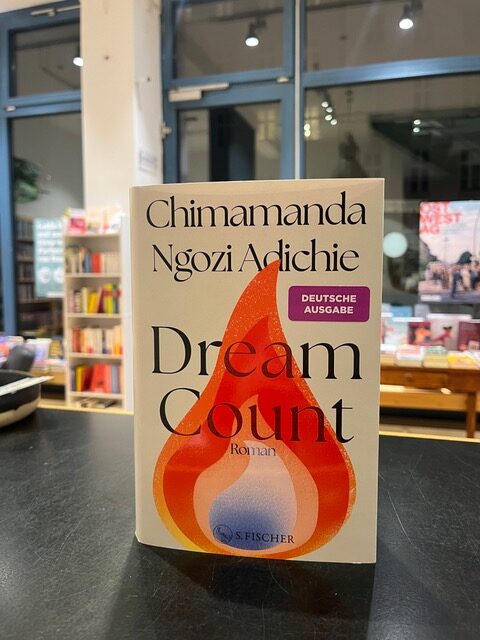 Chimamanda
Ngozi Adichie
DEUTSCHE
AUSGABE
Dream
Count
Roman
S. FISCHER